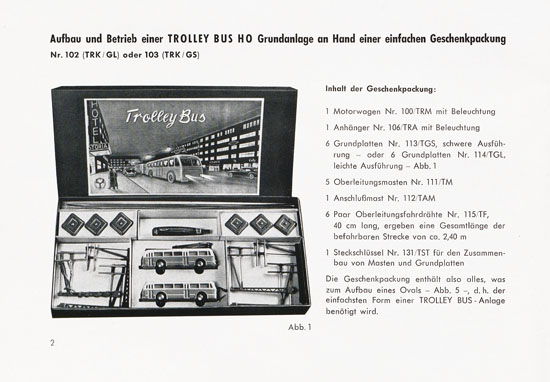 Aufbau und Betrieb einer TROLLEY BUS HO Grundanlage an Hand einer einfachen Geschenkpackung
Nr. 102 (TRK/GL) oder 103 (TRK/GS)
HOTEL
ASTORIA
Trolley Bus
Abb. 1
Inhalt der Geschenkpackung:
1 Motorwagen Nr. 100/TRM mit Beleuchtung
1 Anhänger Nr. 106/TRA mit Beleuchtung
6 Grundplatten Nr. 113/TGS, schwere Ausfüh-
rung – oder 6 Grundplatten Nr. 114/TGL,
leichte Ausführung – Abb. 1
5 Oberleitungsmasten Nr. 111/TM
1 Anschlußmast Nr. 112/TAM
6 Paar Oberleitungsfahrdrähte Nr. 115/TF,
40 cm lang, ergeben eine Gesamtlänge der
befahrbaren Strecke von ca. 2,40 m
1 Steckschlüssel Nr. 131/TST für den Zusammen-
bau von Masten und Grundplatten
Die Geschenkpackung enthält also alles, was
zum Aufbau eines Ovals – Abb. 5 –, d. h. der
einfachsten Form einer TROLLEY BUS-Anlage
benötigt wird.
2